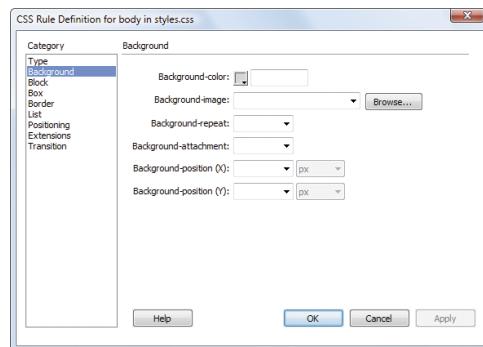 CSS Rule Definition for body in styles.css
Category
Background
Type
Background
Block
Box
Border
List
Positioning
Extensions
Transition
Background-color:
Background-image:
Browse...
Background-repeat:
Background-attachment:
Background-position (X):
px
Background-position (Y):
px
Help
OK
Cancel
Apply